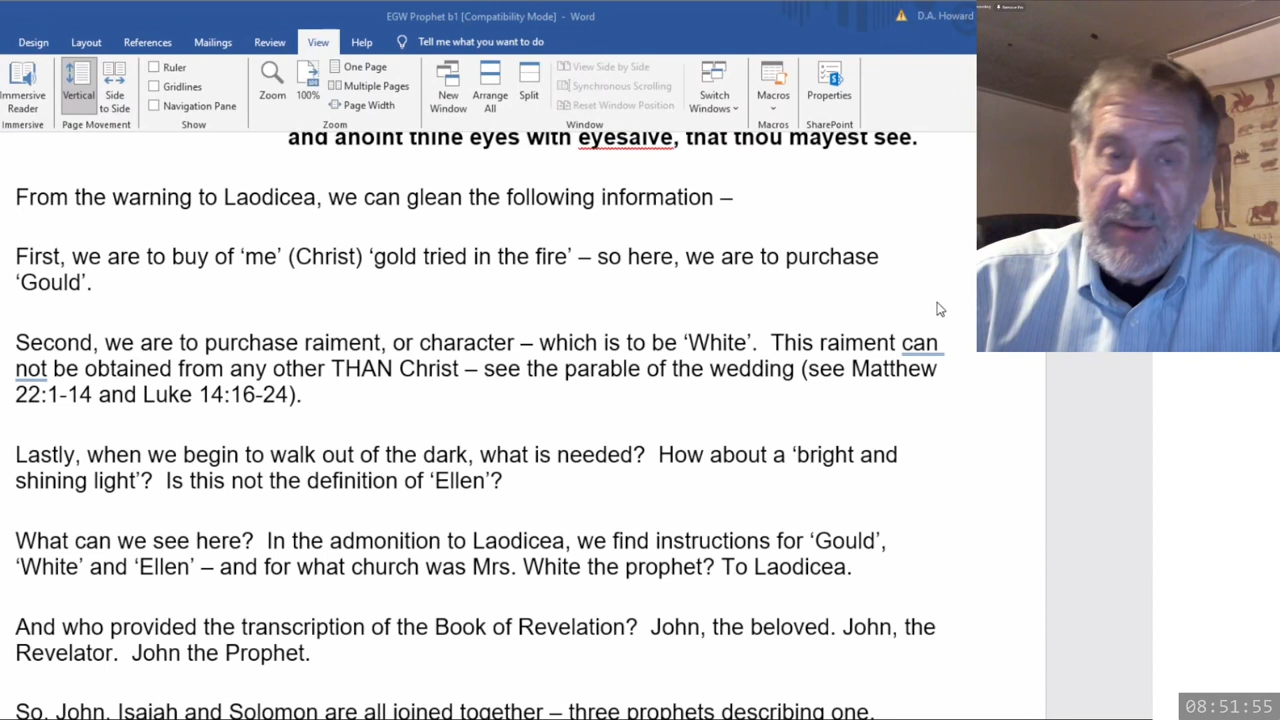 EGW Prophet b1 [Compatibility Mode] - Word
D.A. Howard
Design Layout References Mailings Review View Help Tell me what you want to do
Immersive
Reader
Immersive
Vertical
Side
to Side
Page Movement
Ruler
Gridlines
Navigation Pane
Show
Zoom
100%
One Page
Multiple Pages
Page Width
Zoom
New
Window
Arrange
All
Split
View Side by Side
Synchronous Scrolling
Reset Window Position
Window
Switch
Windows
Macros
Macros
Properties
SharePoint
and anoint thine eyes with eyesalve, that thou mayest see.
From the warning to Laodicea, we can glean the following information –
First, we are to buy of ‘me’ (Christ) ‘gold tried in the fire’ – so here, we are to purchase
‘Gould’.
Second, we are to purchase raiment, or character – which is to be ‘White’.  This raiment can
not be obtained from any other THAN Christ – see the parable of the wedding (see Matthew
22:1-14 and Luke 14:16-24).
Lastly, when we begin to walk out of the dark, what is needed?  How about a ‘bright and
shining light’?  Is this not the definition of ‘Ellen’?
What can we see here?  In the admonition to Laodicea, we find instructions for ‘Gould’,
‘White’ and ‘Ellen’ – and for what church was Mrs. White the prophet? To Laodicea.
And who provided the transcription of the Book of Revelation?  John, the beloved. John, the
Revelator.  John the Prophet.
So, John, Isaiah and Solomon are all joined together – three prophets describing one.
08:51:55